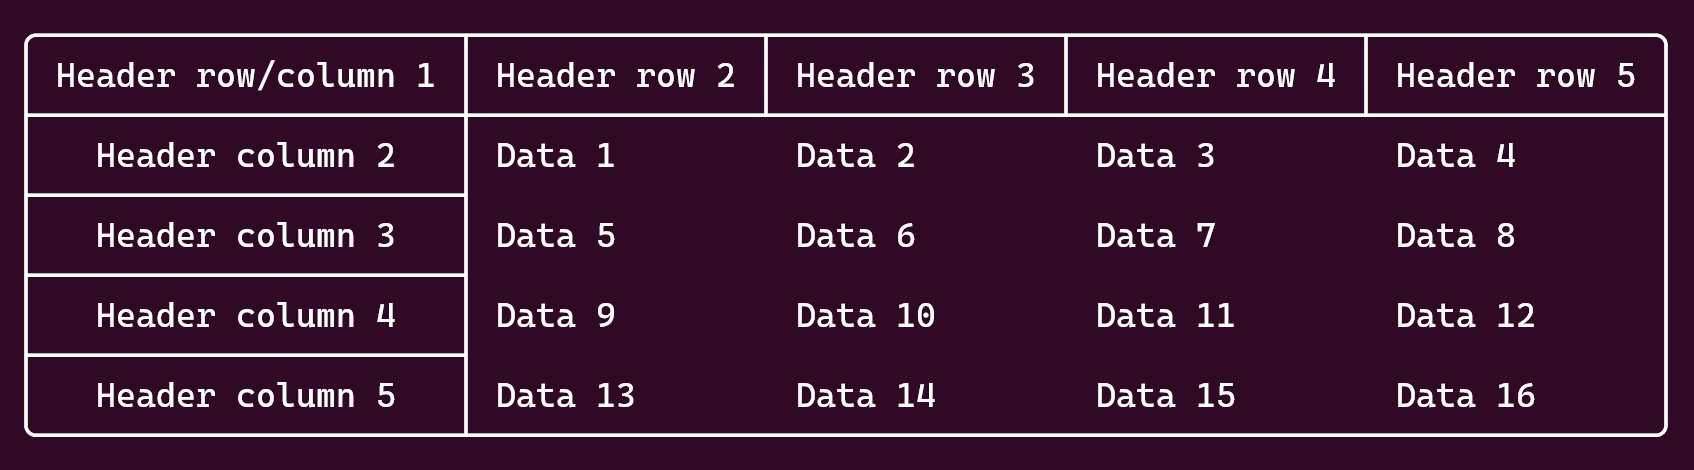 Header row/column 1 Header row 2 Header row 3 Header row 4 Header row 5
Header column 2 Data 1 Data 2 Data 3 Data 4
Header column 3 Data 5 Data 6 Data 7 Data 8
Header column 4 Data 9 Data 10 Data 11 Data 12
Header column 5 Data 13 Data 14 Data 15 Data 16